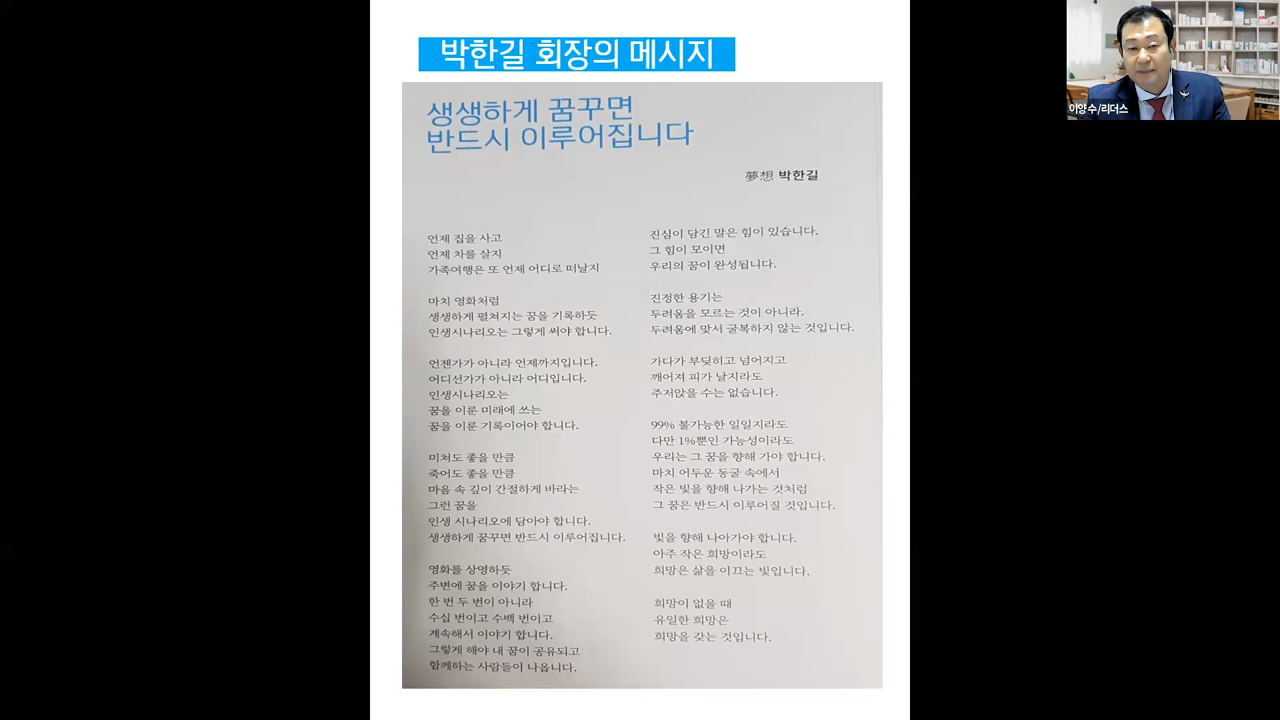 박한길 회장의 메시지
생생하게 꿈꾸면
반드시 이루어집니다
夢想 박한길
언제 집을 사고
언제 차를 살지
가족여행은 또 언제 어디로 떠날지
마치 영화처럼
생생하게 펼쳐지는 꿈을 기록하듯
인생시나리오는 그렇게 써야 합니다.
언젠가가 아니라 언제까지입니다.
어디선가가 아니라 어디입니다.
인생시나리오는
꿈을 이룬 미래에 쓰는
꿈을 이룬 기록이어야 합니다.
미쳐도 좋을 만큼
죽어도 좋을 만큼
마음 속 깊이 간절하게 바라는
그런 꿈을
인생 시나리오에 담아야 합니다.
생생하게 꿈꾸면 반드시 이루어집니다.
영화를 상영하듯
주변에 꿈을 이야기 합니다.
한 번 두 번이 아니라
수십 번이고 수백 번이고
계속해서 이야기 합니다.
그렇게 해야 내 꿈이 공유되고
함께하는 사람들이 나옵니다.
진심이 담긴 말은 힘이 있습니다.
그 힘이 모이면
우리의 꿈이 완성됩니다.
진정한 용기는
두려움을 모르는 것이 아니라.
두려움에 맞서 굴복하지 않는 것입니다.
가다가 부딪히고 넘어지고
깨어져 피가 날지라도
주저앉을 수는 없습니다.
99% 불가능한 일일지라도
다만 1%뿐인 가능성이라도
우리는 그 꿈을 향해 가야 합니다.
마치 어두운 동굴 속에서
작은 빛을 향해 나가는 것처럼
그 꿈은 반드시 이루어질 것입니다.
빛을 향해 나아가야 합니다.
아주 작은 희망이라도
희망은 삶을 이끄는 빛입니다.
희망이 없을 때
유일한 희망은
희망을 갖는 것입니다.
이양수/리더스